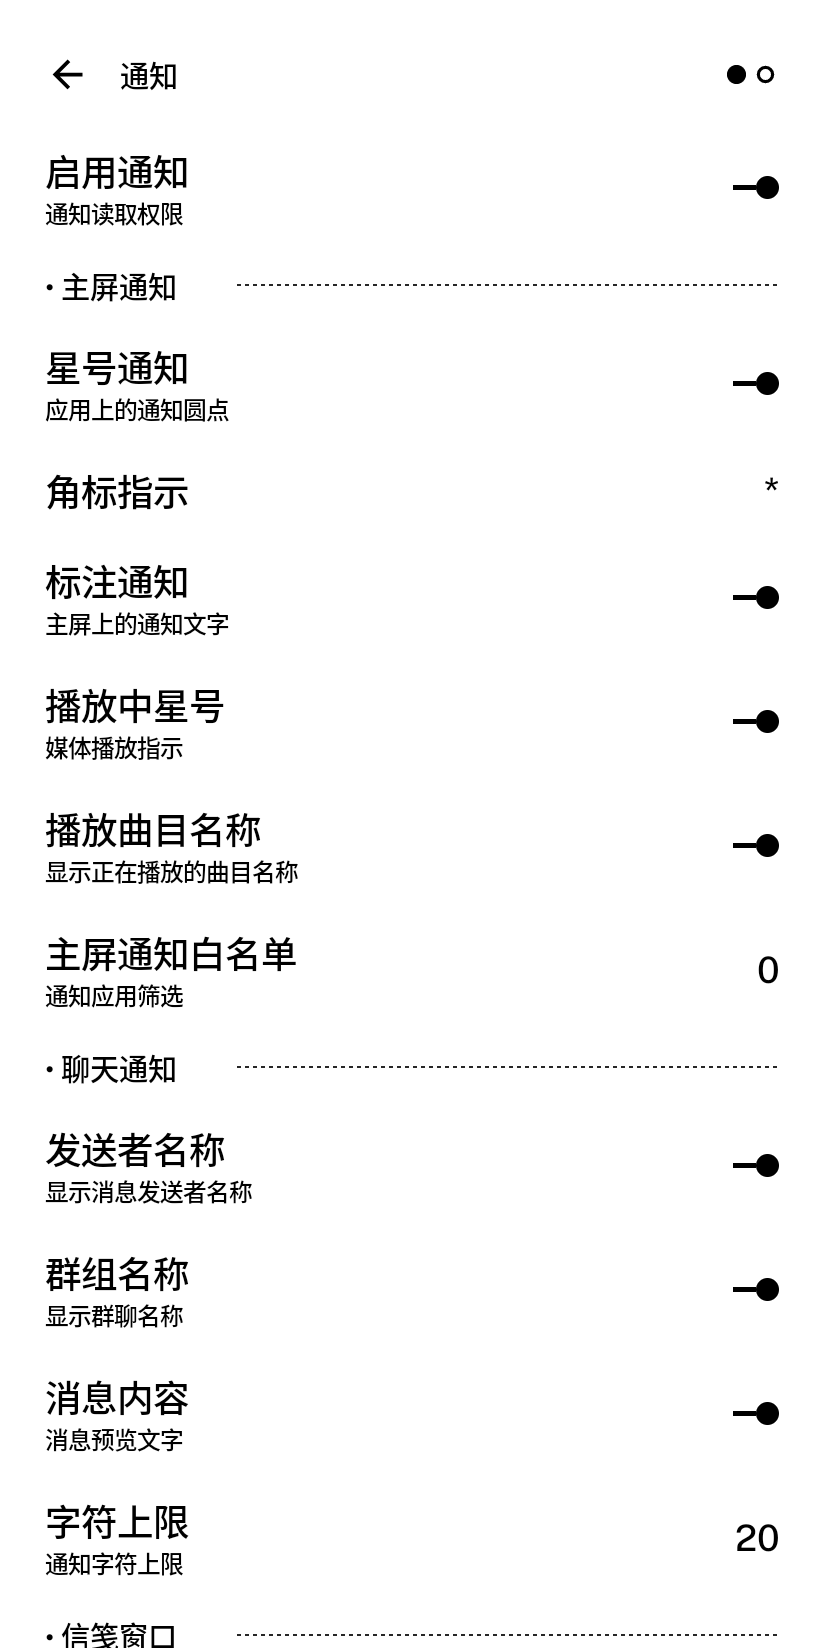 通知
启用通知
通知读取权限
• 主屏通知
星号通知
应用上的通知圆点
角标指示
*
标注通知
主屏上的通知文字
播放中星号
媒体播放指示
播放曲目名称
显示正在播放的曲目名称
主屏通知白名单
0
通知应用筛选
• 聊天通知
发送者名称
显示消息发送者名称
群组名称
显示群聊名称
消息内容
消息预览文字
字符上限
20
通知字符上限
• 信笺窗口